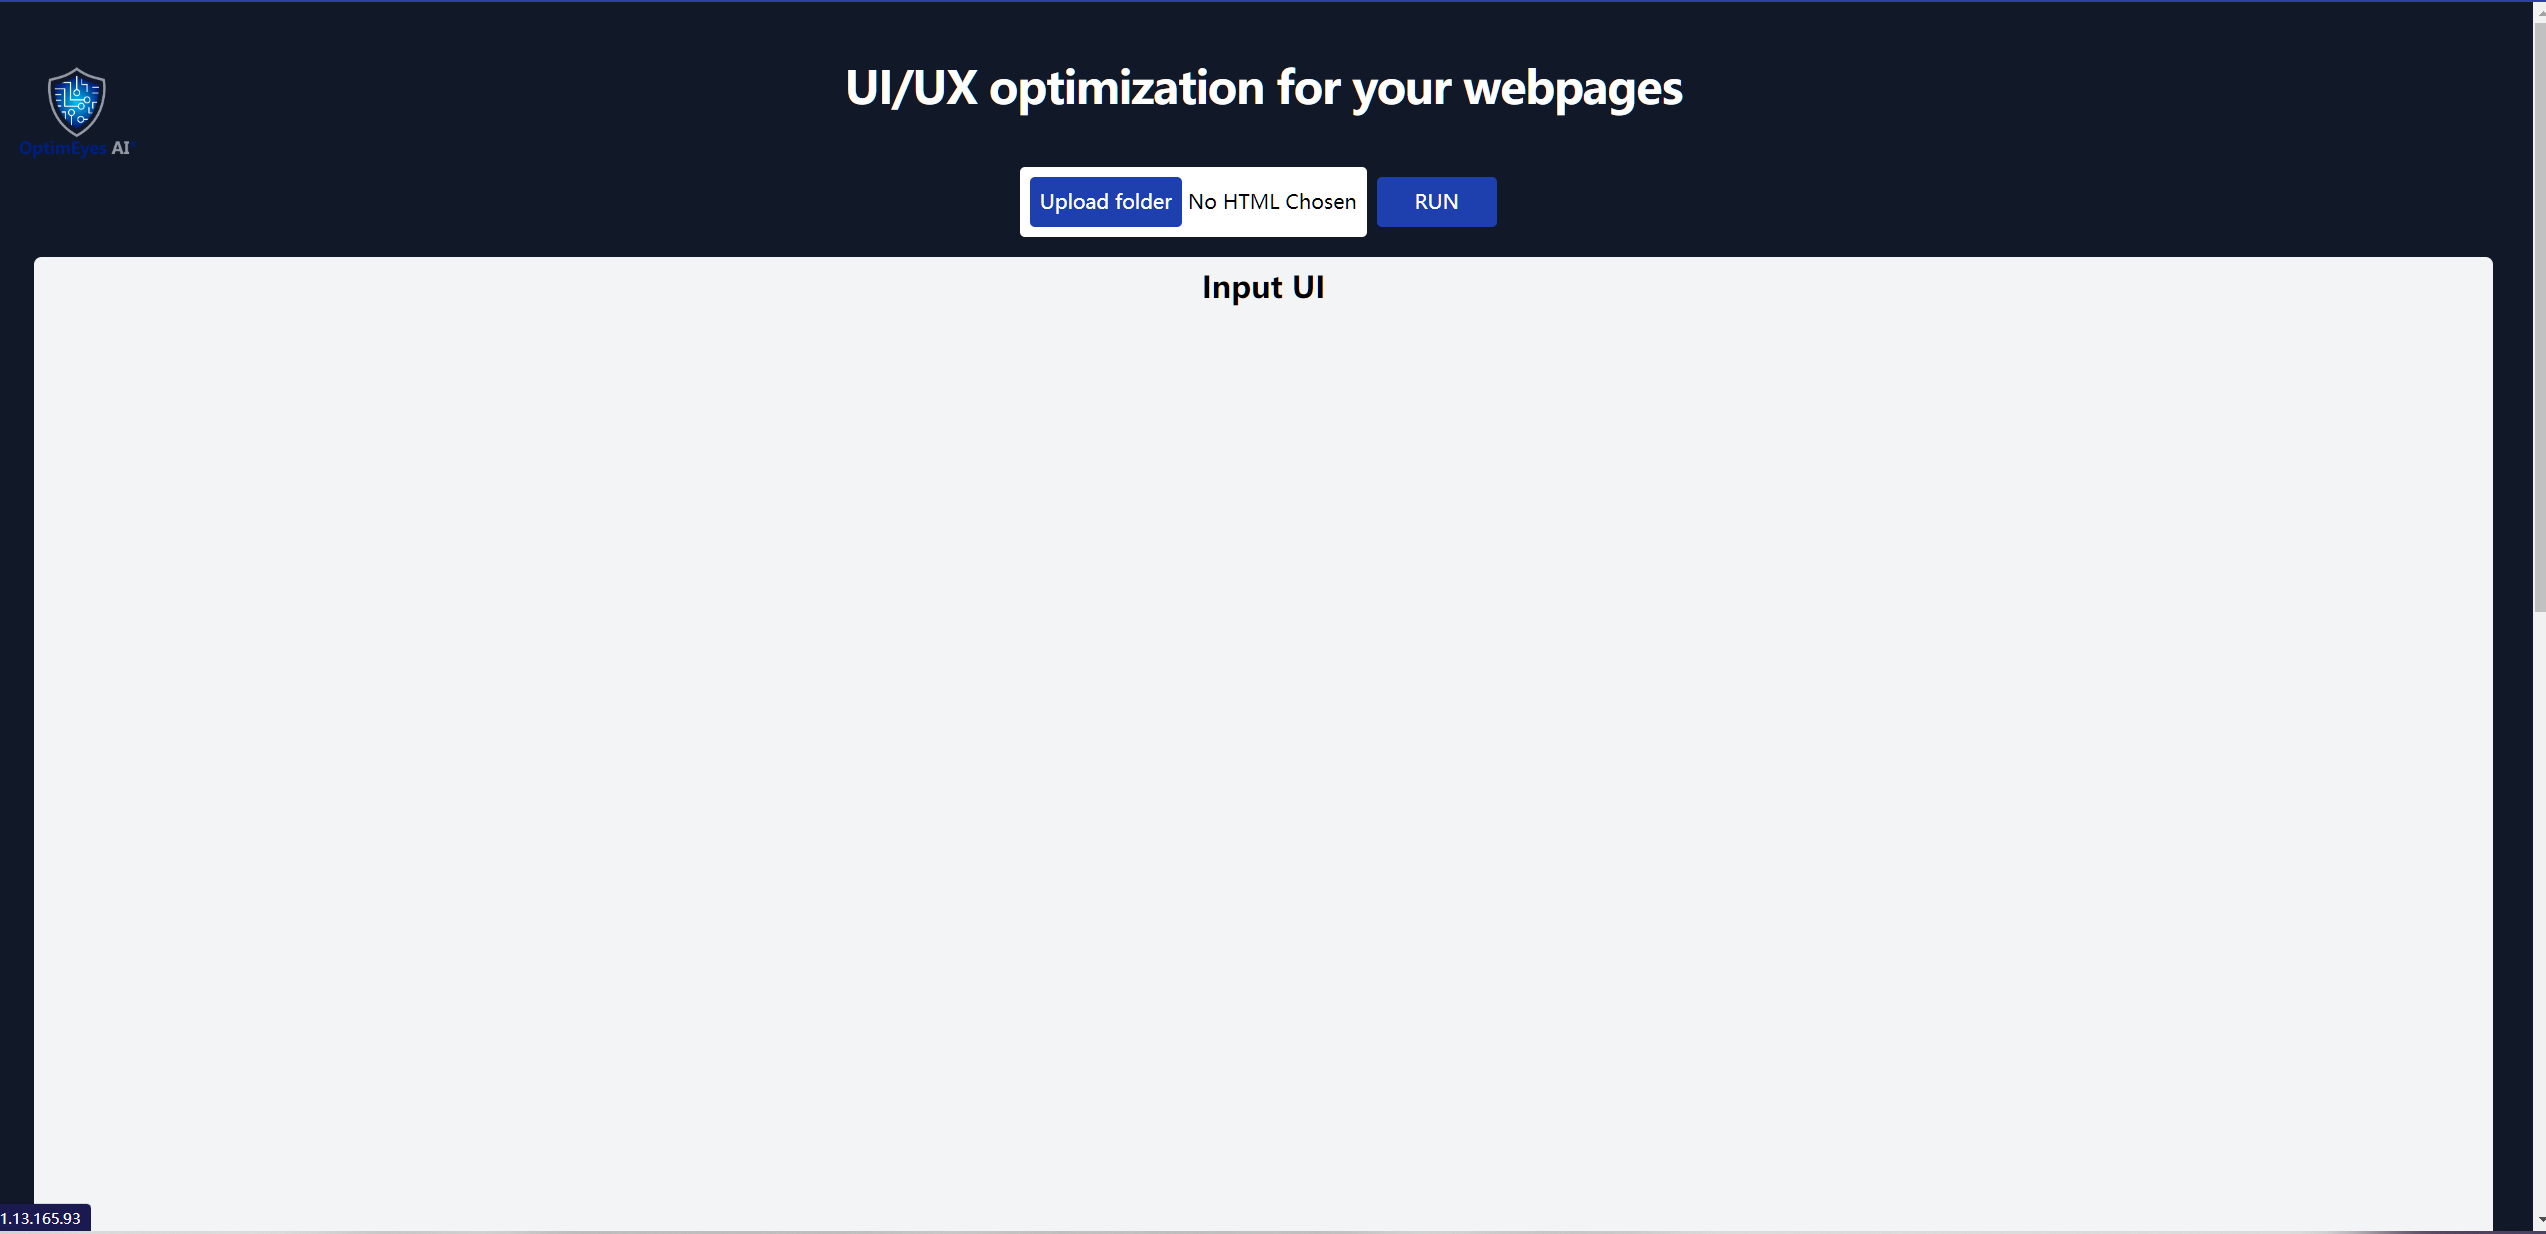 UI/UX optimization for your webpages
OptimEyes AI
Upload folder No HTML Chosen RUN
Input UI
1.13.165.93